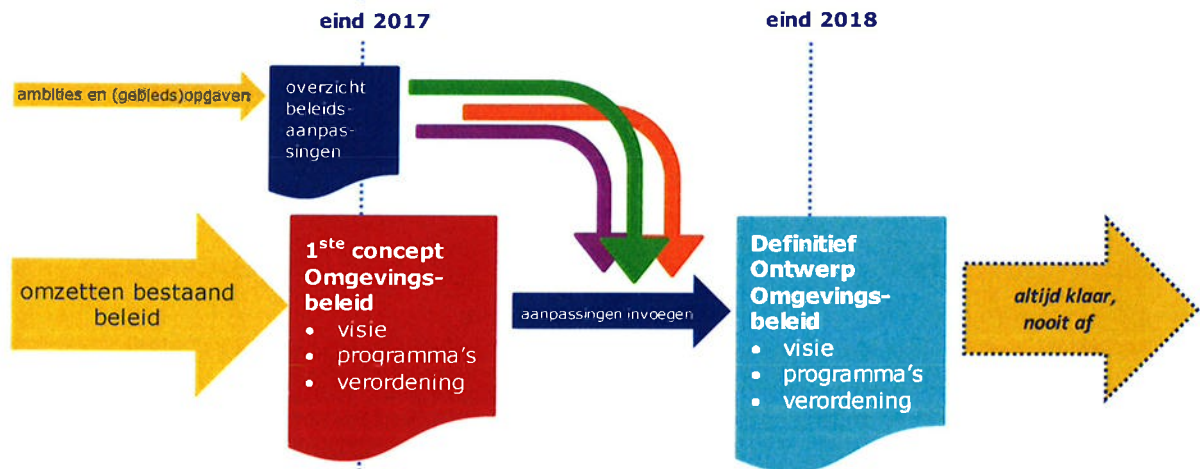 eind 2017
eind 2018
ambities en (gebieds)opgaven
overzicht
beleids-
aanpas-
singen
omzetten bestaand
beleid
1ste concept
Omgevings-
beleid
• visie
• programma's
• verordening
aanpassingen invoegen
Definitief
Ontwerp
Omgevings-
beleid
• visie
• programma's
• verordening
altijd klaar,
nooit af